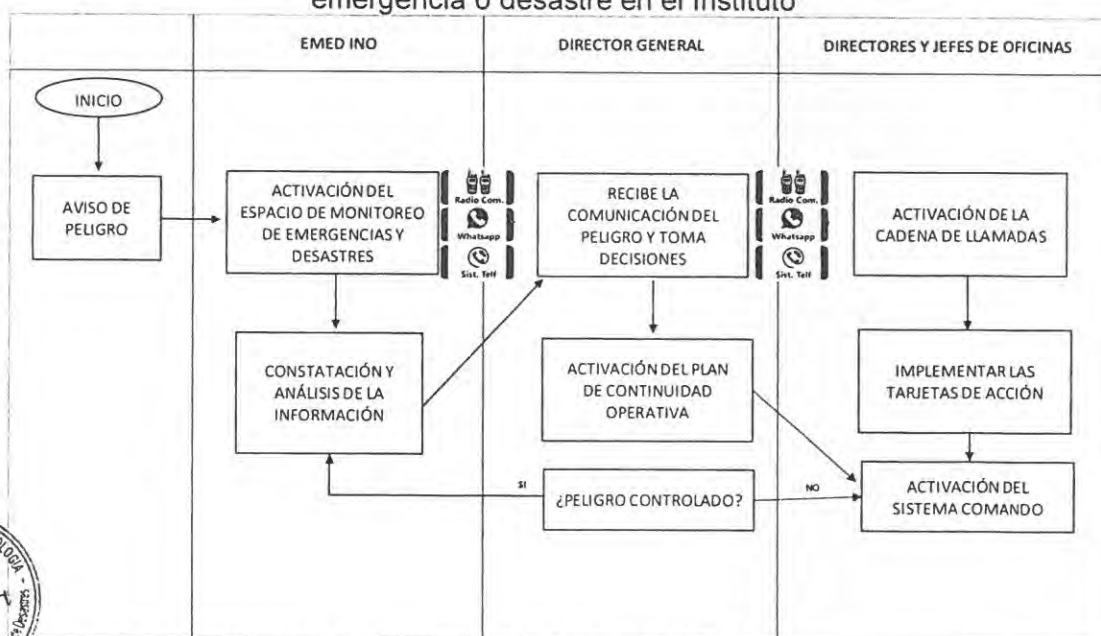 emergencia o desastre en el Instituto
EMED INO
DIRECTOR GENERAL
DIRECTORES Y JEFES DE OFICINAS
INICIO
AVISO DE
PELIGRO
ACTIVACIÓN DEL
ESPACIO DE MONITOREO
DE EMERGENCIAS Y
DESASTRES
Radio Com.
Whatsapp
Sist. Telf
RECIBE LA
COMUNICACIÓN DEL
PELIGRO Y TOMA
DECISIONES
Radio Com.
Whatsapp
Sist. Telf
ACTIVACIÓN DE LA
CADENA DE LLAMADAS
CONSTATACIÓN Y
ANÁLISIS DE LA
INFORMACIÓN
ACTIVACIÓN DEL PLAN
DE CONTINUIDAD
OPERATIVA
IMPLEMENTAR LAS
TARJETAS DE ACCIÓN
SI
¿PELIGRO CONTROLADO?
NO
ACTIVACIÓN DEL
SISTEMA COMANDO
Desastres -